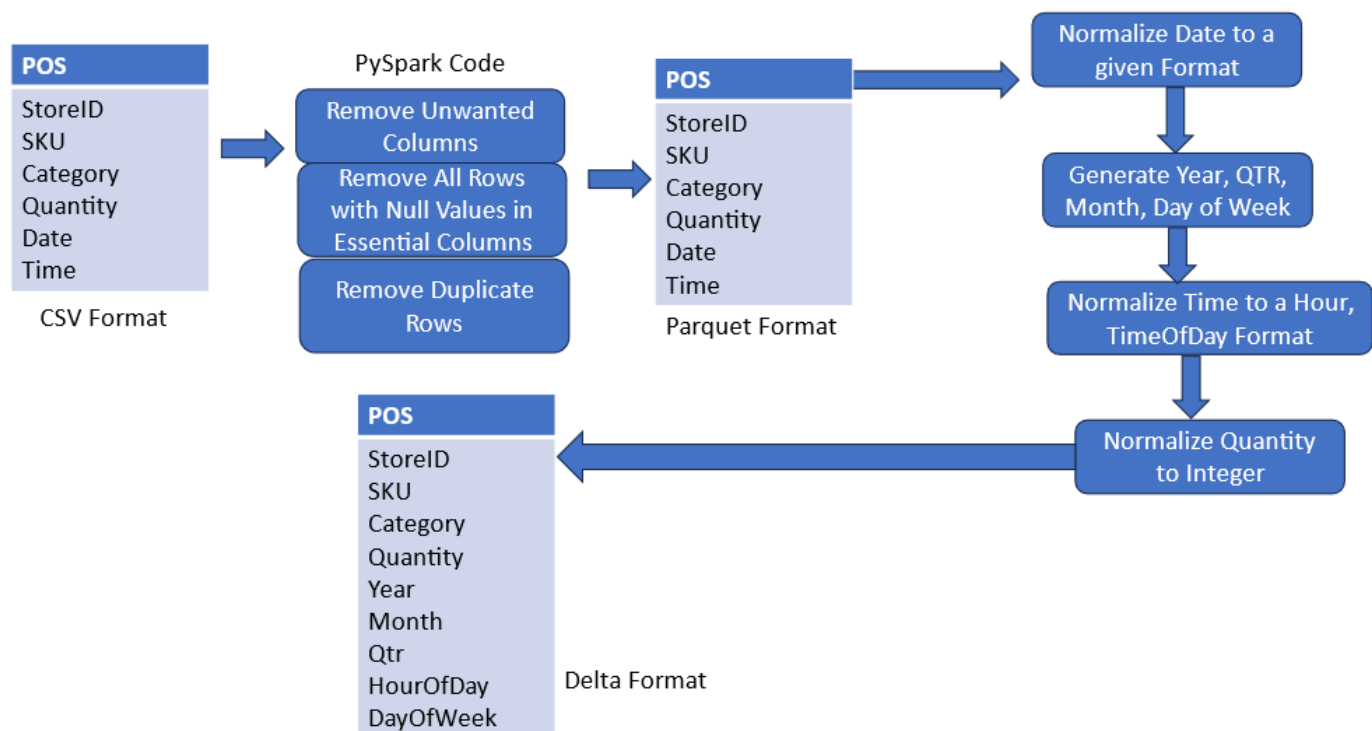 POS
StoreID
SKU
Category
Quantity
Date
Time
CSV Format
PySpark Code
Remove Unwanted
Columns
Remove All Rows
with Null Values in
Essential Columns
Remove Duplicate
Rows
POS
StoreID
SKU
Category
Quantity
Date
Time
Parquet Format
Normalize Date to a
given Format
Generate Year, QTR,
Month, Day of Week
Normalize Time to a Hour,
TimeOfDay Format
Normalize Quantity
to Integer
POS
StoreID
SKU
Category
Quantity
Year
Month
Qtr
HourOfDay
DayOfWeek
Delta Format